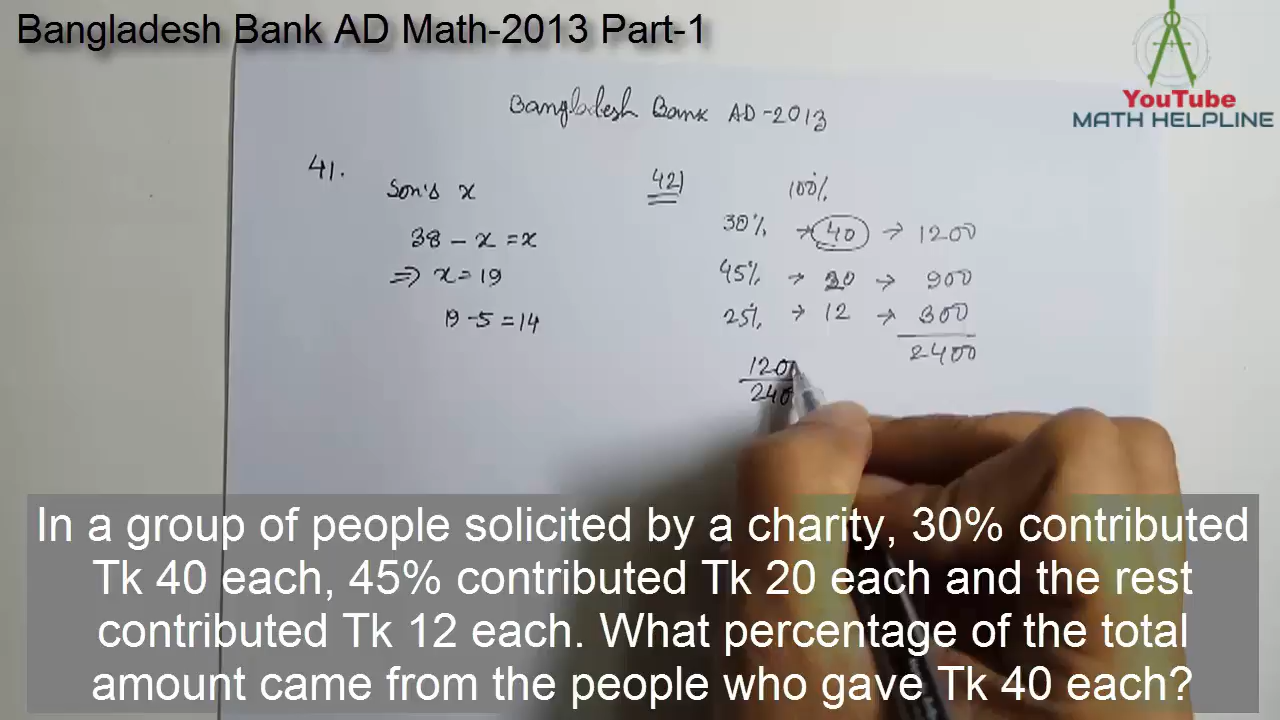 Bangladesh Bank AD Math-2013 Part-1
YouTube
MATH HELPLINE
Bangladesh Bank AD-2013
41.
Son's x
38 - x = x
⇒ x = 19
19 - 5 = 14
42)
100%
30% → 40 → 1200
45% → 20 → 900
25% → 12 → 300
2400
120
240
In a group of people solicited by a charity, 30% contributed
Tk 40 each, 45% contributed Tk 20 each and the rest
contributed Tk 12 each. What percentage of the total
amount came from the people who gave Tk 40 each?